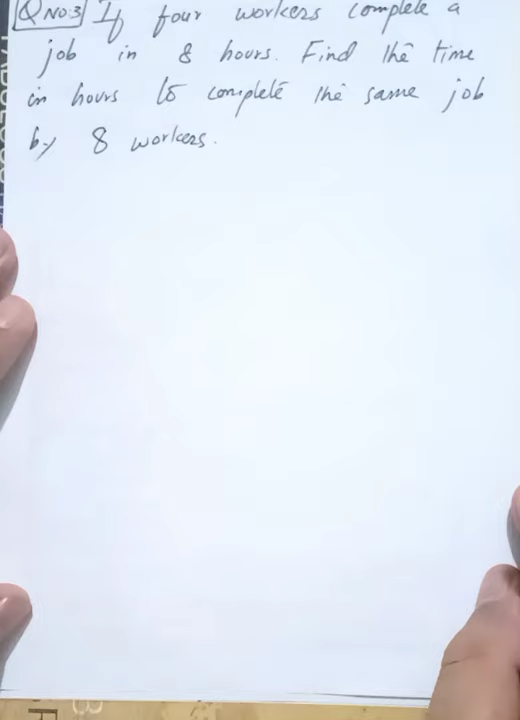 Q NO:3 If four workers complete a
job in 8 hours. Find the time
in hours to complete the same job
by 8 workers.